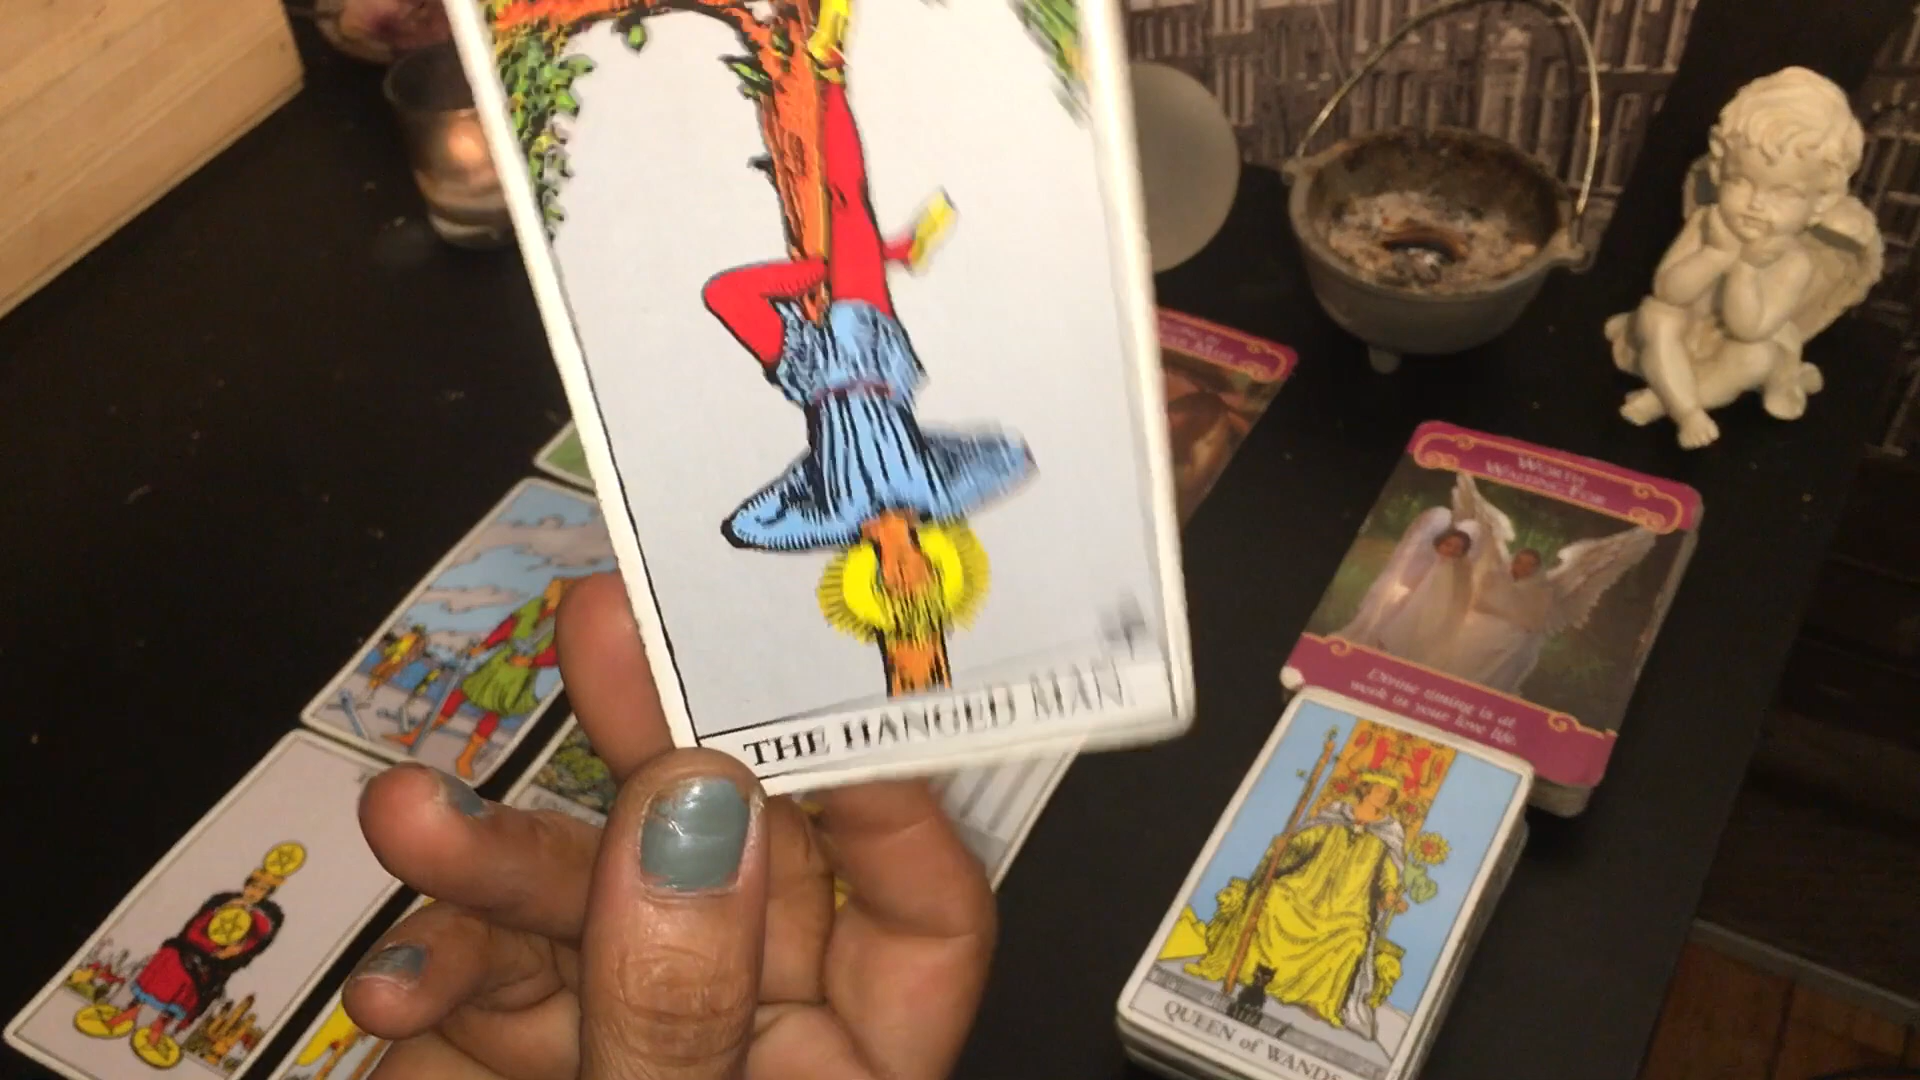 THE HANGED MAN.
WORTH
WAITING FOR
Divine timing is at
work in your love life.
QUEEN of WANDS